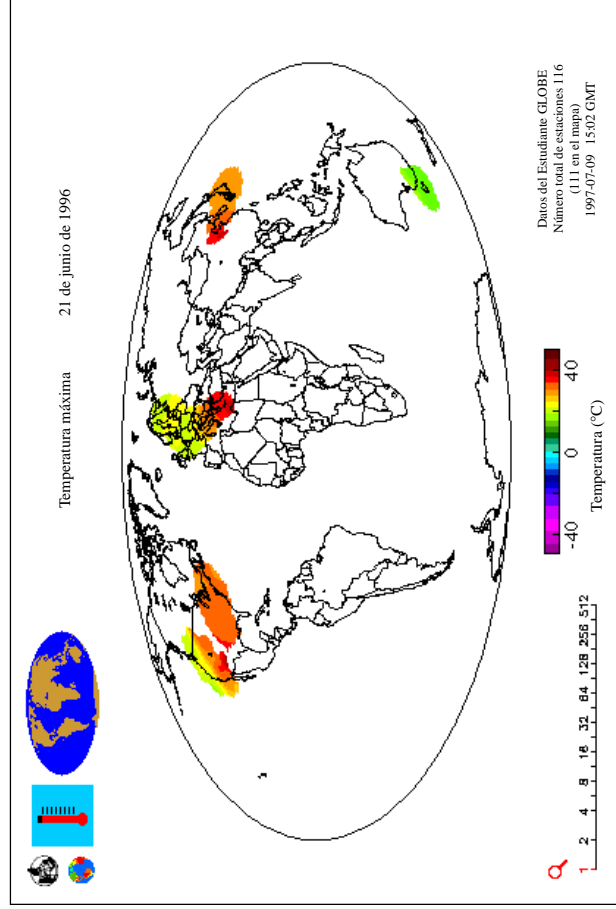 Temperatura máxima 21 de junio de 1996
-40 0 40
Temperatura (°C)
1 2 4 8 16 32 64 128 256 512
Datos del Estudiante GLOBE
Número total de estaciones 116
(111 en el mapa)
1997-07-09 15:02 GMT